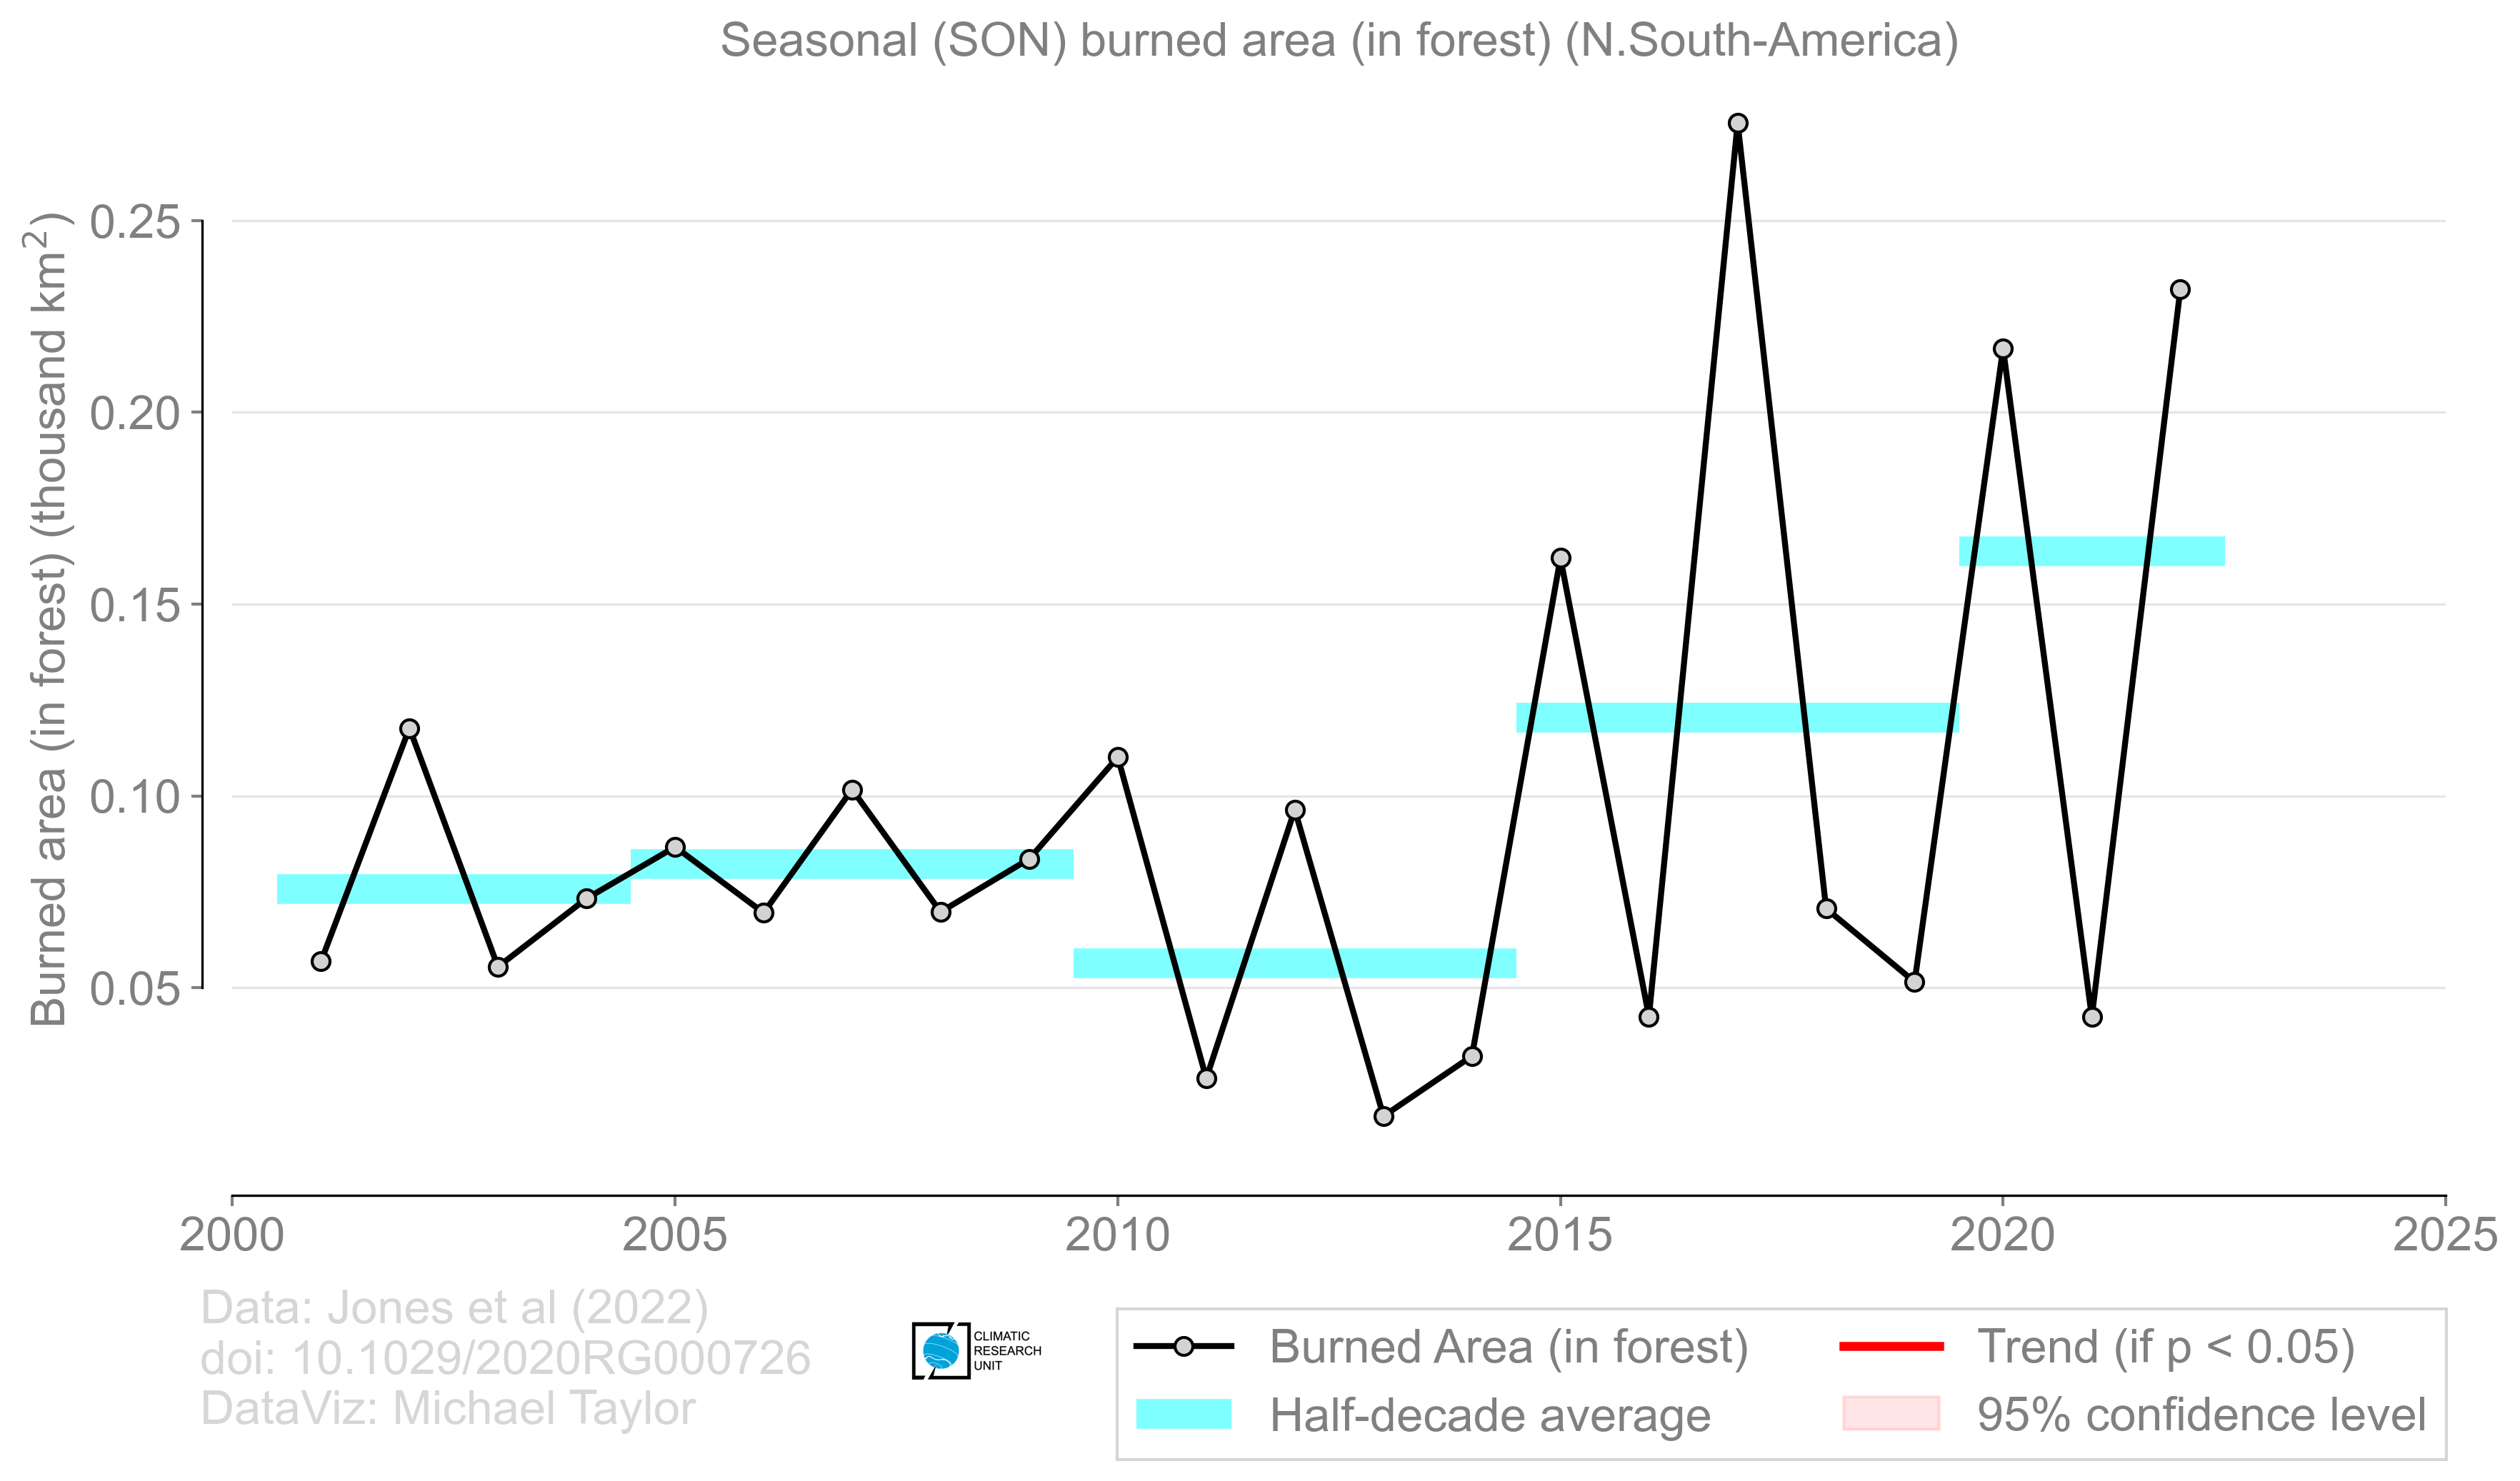 Seasonal (SON) burned area (in forest) (N.South-America)
Burned area (in forest) (thousand km²)
0.25
0.20
0.15
0.10
0.05
2000 2005 2010 2015 2020 2025
Data: Jones et al (2022)
doi: 10.1029/2020RG000726
DataViz: Michael Taylor
CLIMATIC
RESEARCH
UNIT
Burned Area (in forest)
Half-decade average
Trend (if p < 0.05)
95% confidence level